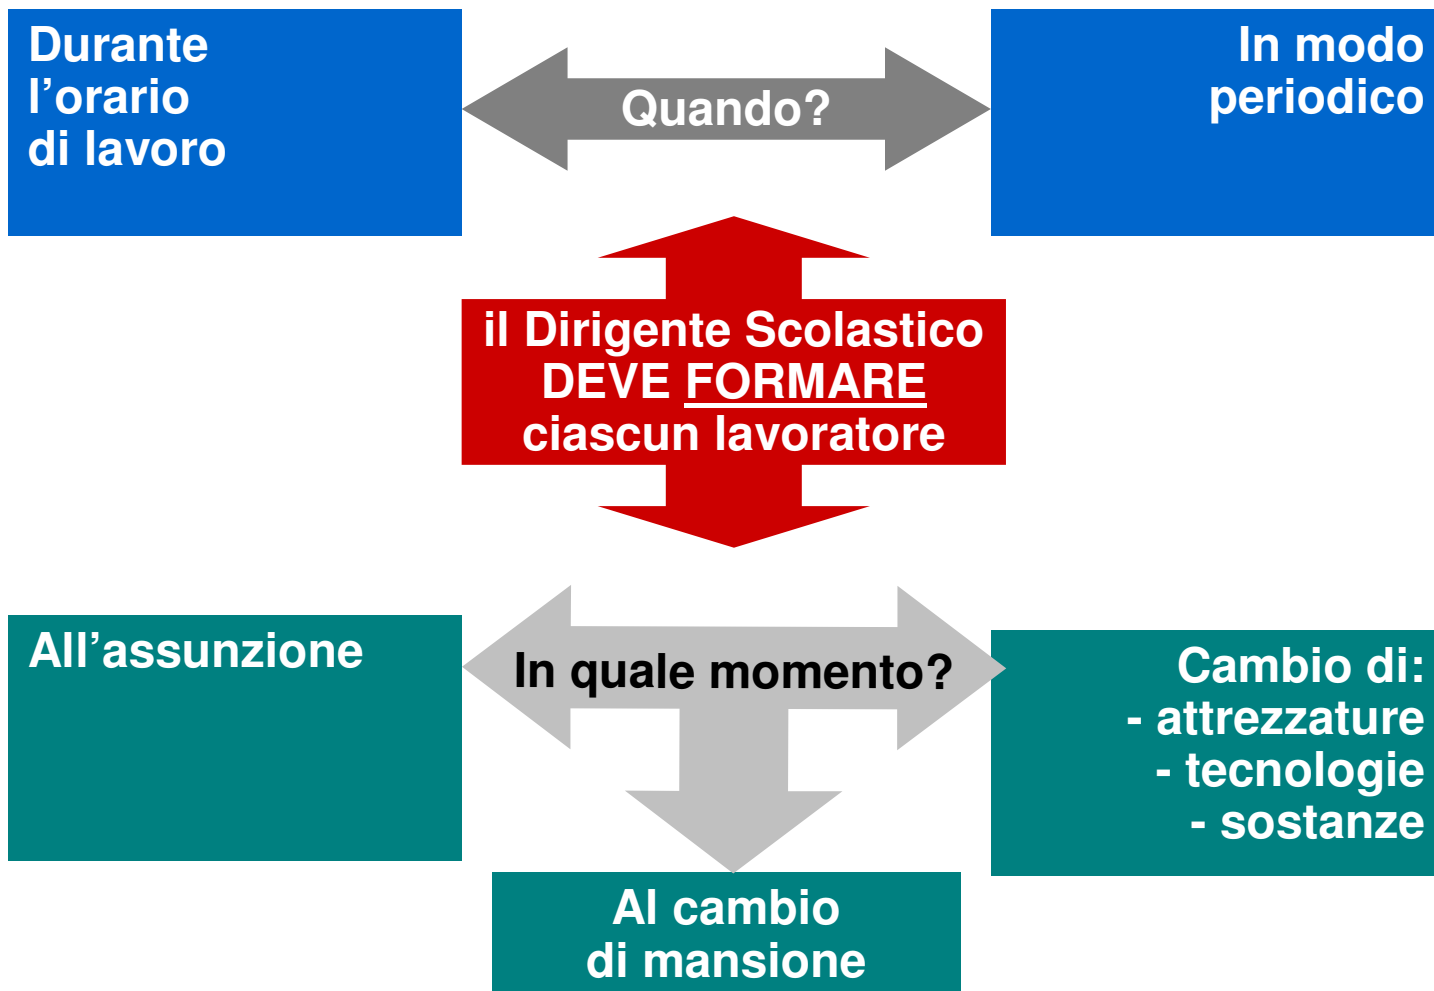 Durante
l’orario
di lavoro
Quando?
In modo
periodico
il Dirigente Scolastico
DEVE FORMARE
ciascun lavoratore
All’assunzione
In quale momento?
Cambio di:
- attrezzature
- tecnologie
- sostanze
Al cambio
di mansione